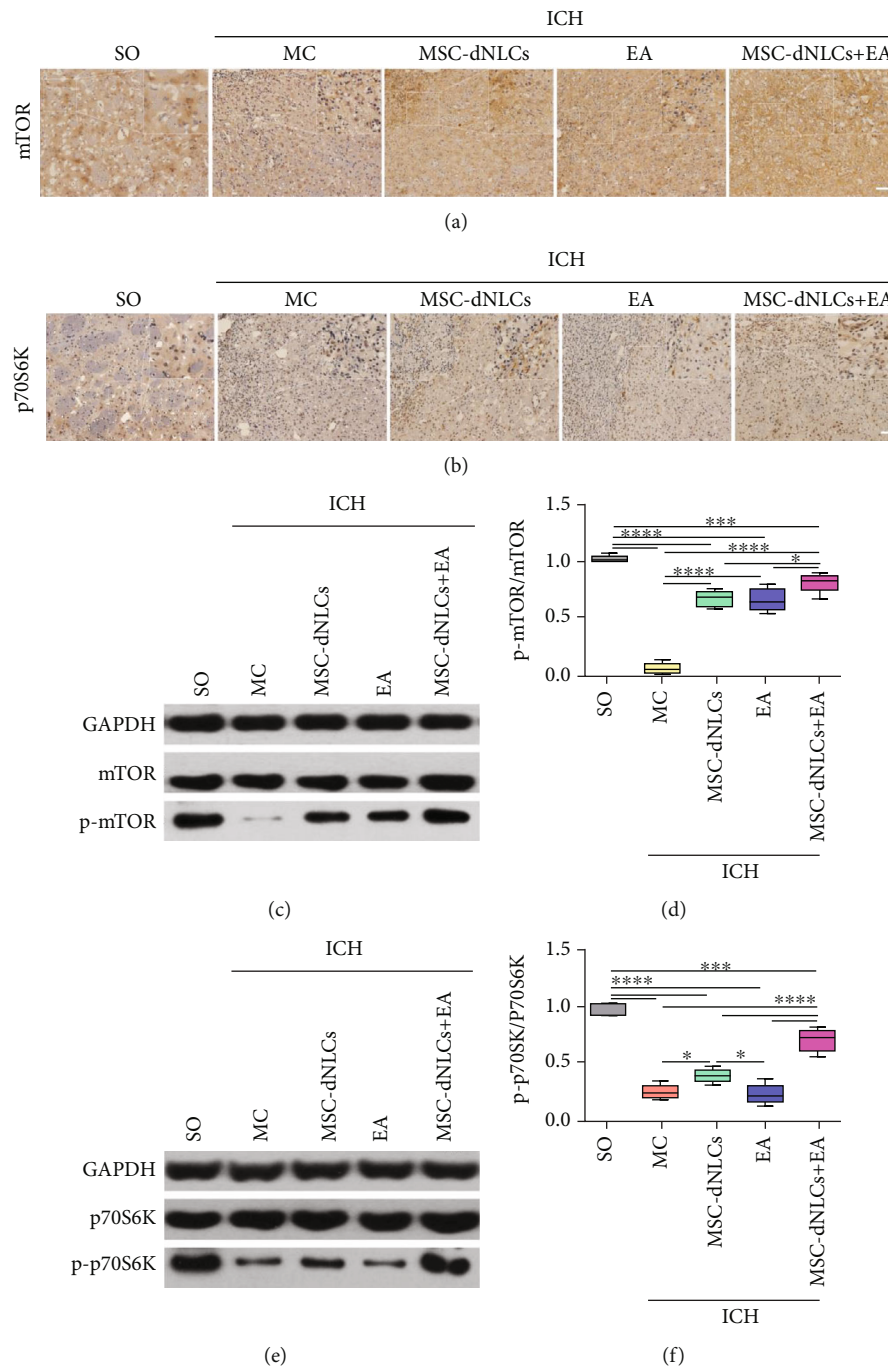 ICH
SO MC MSC-dNLCs EA MSC-dNLCs+EA
mTOR
(a)
ICH
SO MC MSC-dNLCs EA MSC-dNLCs+EA
p70S6K
(b)
ICH
SO MC MSC-dNLCs EA MSC-dNLCs+EA
GAPDH
mTOR
p-mTOR
(c)
p-mTOR/mTOR
1.5
1.0
0.5
0.0
***
****
****
****
*
SO MC MSC-dNLCs EA MSC-dNLCs+EA
ICH
(d)
ICH
SO MC MSC-dNLCs EA MSC-dNLCs+EA
GAPDH
p70S6K
p-p70S6K
(e)
p-p70SK/P70S6K
1.5
1.0
0.5
0.0
***
****
****
* *
SO MC MSC-dNLCs EA MSC-dNLCs+EA
ICH
(f)